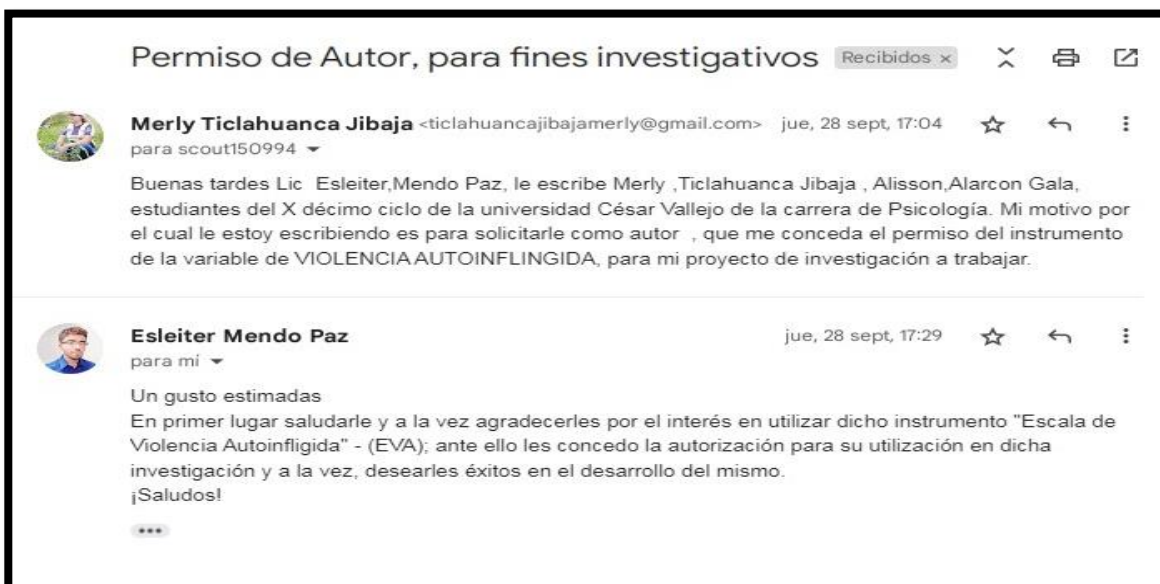 Permiso de Autor, para fines investigativos Recibidos x
Merly Ticlahuanca Jibaja <ticlahuancajibajamerly@gmail.com> jue, 28 sept, 17:04
para scout150994
Buenas tardes Lic Esleiter,Mendo Paz, le escribe Merly ,Ticlahuanca Jibaja , Alisson,Alarcon Gala,
estudiantes del X décimo ciclo de la universidad César Vallejo de la carrera de Psicología. Mi motivo por
el cual le estoy escribiendo es para solicitarle como autor , que me conceda el permiso del instrumento
de la variable de VIOLENCIA AUTOINFLINGIDA, para mi proyecto de investigación a trabajar.
Esleiter Mendo Paz jue, 28 sept, 17:29
para mí
Un gusto estimadas
En primer lugar saludarle y a la vez agradecerles por el interés en utilizar dicho instrumento "Escala de
Violencia Autoinfligida" - (EVA); ante ello les concedo la autorización para su utilización en dicha
investigación y a la vez, desearles éxitos en el desarrollo del mismo.
¡Saludos!